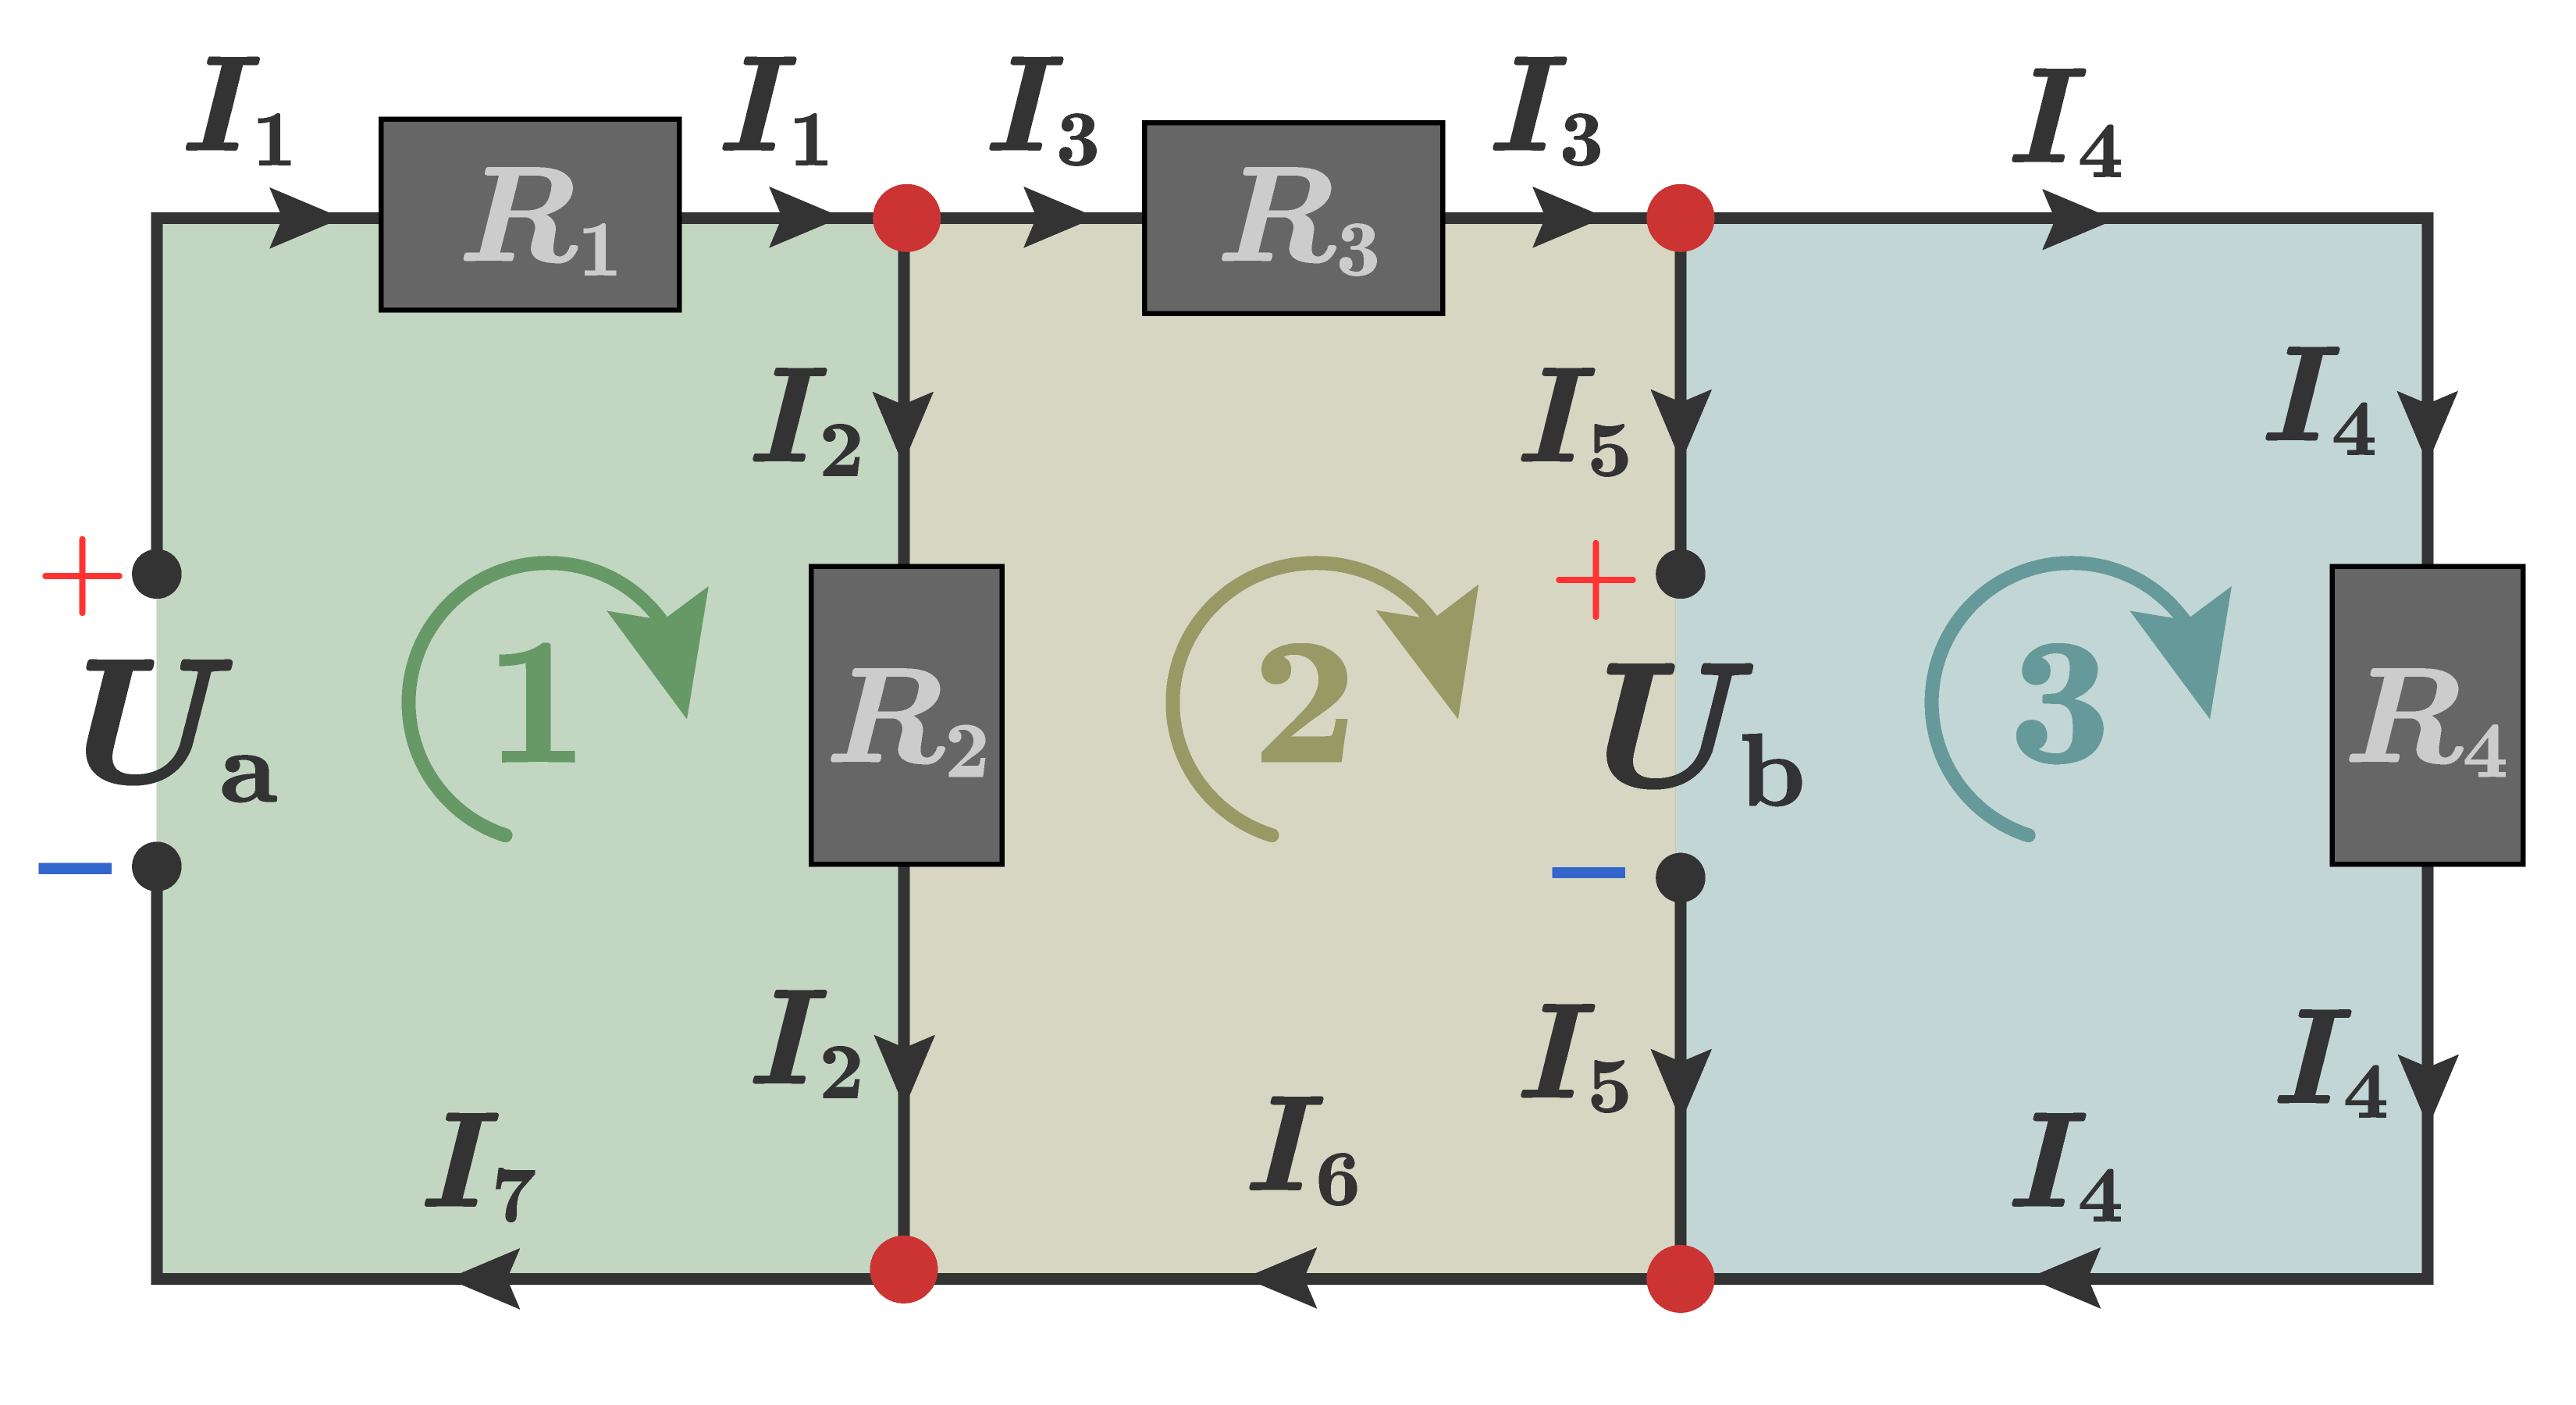 I₁ I₁ I₃ I₃ I₄
R₁ R₃
I₂ I₅ I₄
+ +
1 2 3
Uₐ R₂ U_b R₄
− −
I₂ I₅ I₄
I₇ I₆ I₄